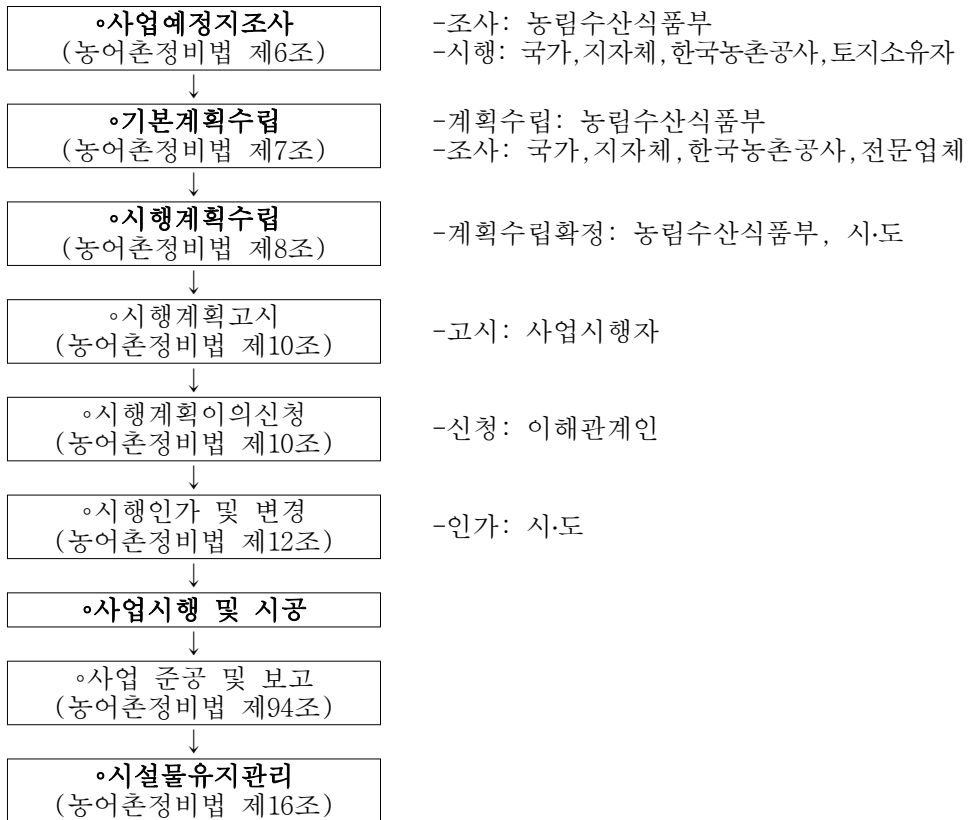 ∘사업예정지조사
(농어촌정비법 제6조)
-조사: 농림수산식품부
-시행: 국가,지자체,한국농촌공사,토지소유자
↓
∘기본계획수립
(농어촌정비법 제7조)
-계획수립: 농림수산식품부
-조사: 국가,지자체,한국농촌공사,전문업체
↓
∘시행계획수립
(농어촌정비법 제8조)
-계획수립확정: 농림수산식품부, 시·도
↓
∘시행계획고시
(농어촌정비법 제10조)
-고시: 사업시행자
↓
∘시행계획이의신청
(농어촌정비법 제10조)
-신청: 이해관계인
↓
∘시행인가 및 변경
(농어촌정비법 제12조)
-인가: 시·도
↓
∘사업시행 및 시공
↓
∘사업 준공 및 보고
(농어촌정비법 제94조)
↓
∘시설물유지관리
(농어촌정비법 제16조)